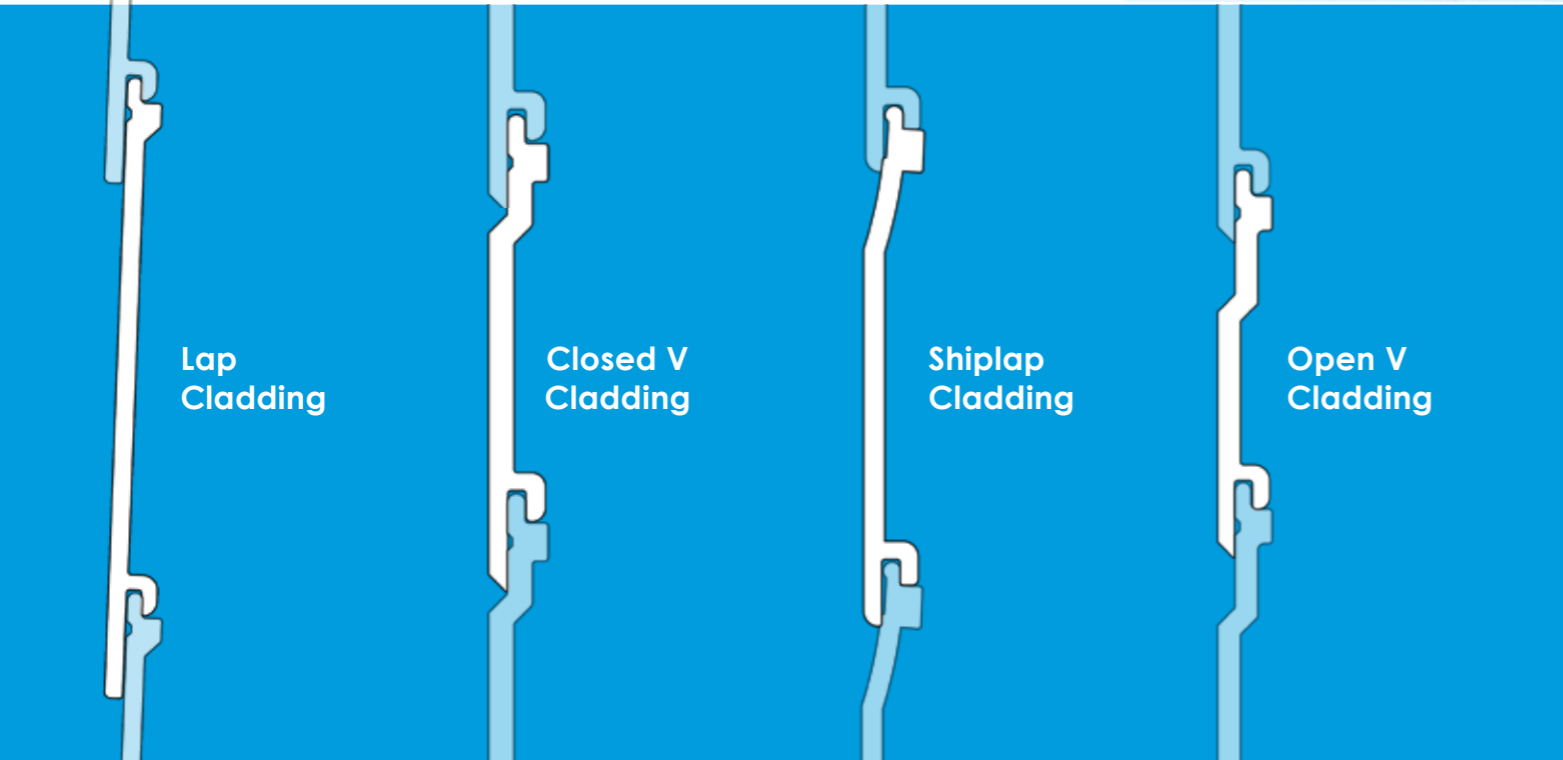 Lap
Cladding
Closed V
Cladding
Shiplap
Cladding
Open V
Cladding